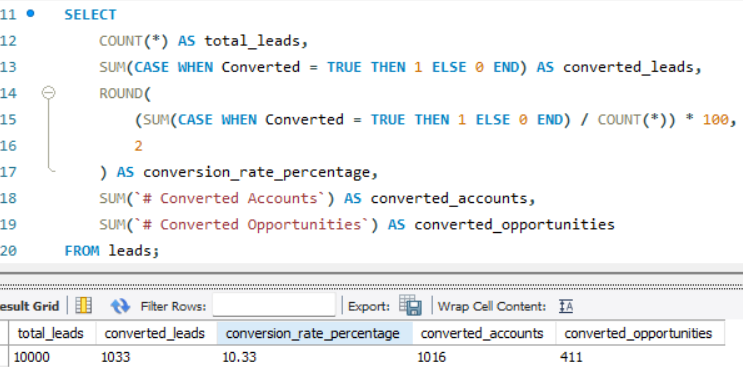 11 SELECT
12 COUNT(*) AS total_leads,
13 SUM(CASE WHEN Converted = TRUE THEN 1 ELSE 0 END) AS converted_leads,
14 ROUND(
15 (SUM(CASE WHEN Converted = TRUE THEN 1 ELSE 0 END) / COUNT(*)) * 100,
16 2
17 ) AS conversion_rate_percentage,
18 SUM(`# Converted Accounts`) AS converted_accounts,
19 SUM(`# Converted Opportunities`) AS converted_opportunities
20 FROM leads;
esult Grid Filter Rows: Export: Wrap Cell Content: IA
total_leads converted_leads conversion_rate_percentage converted_accounts converted_opportunities
10000 1033 10.33 1016 411